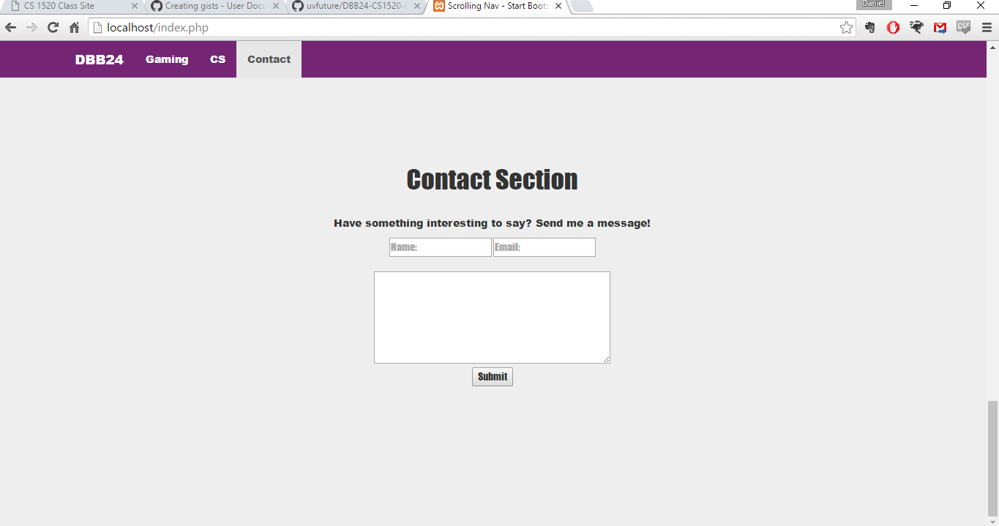 Daniel
CS 1520 Class Site
Creating gists - User Docu
uvfuture/DBB24-CS1520-
Scrolling Nav - Start Boots
localhost/index.php
CSS
DBB24 Gaming CS Contact
Contact Section
Have something interesting to say? Send me a message!
Name: Email:
Submit